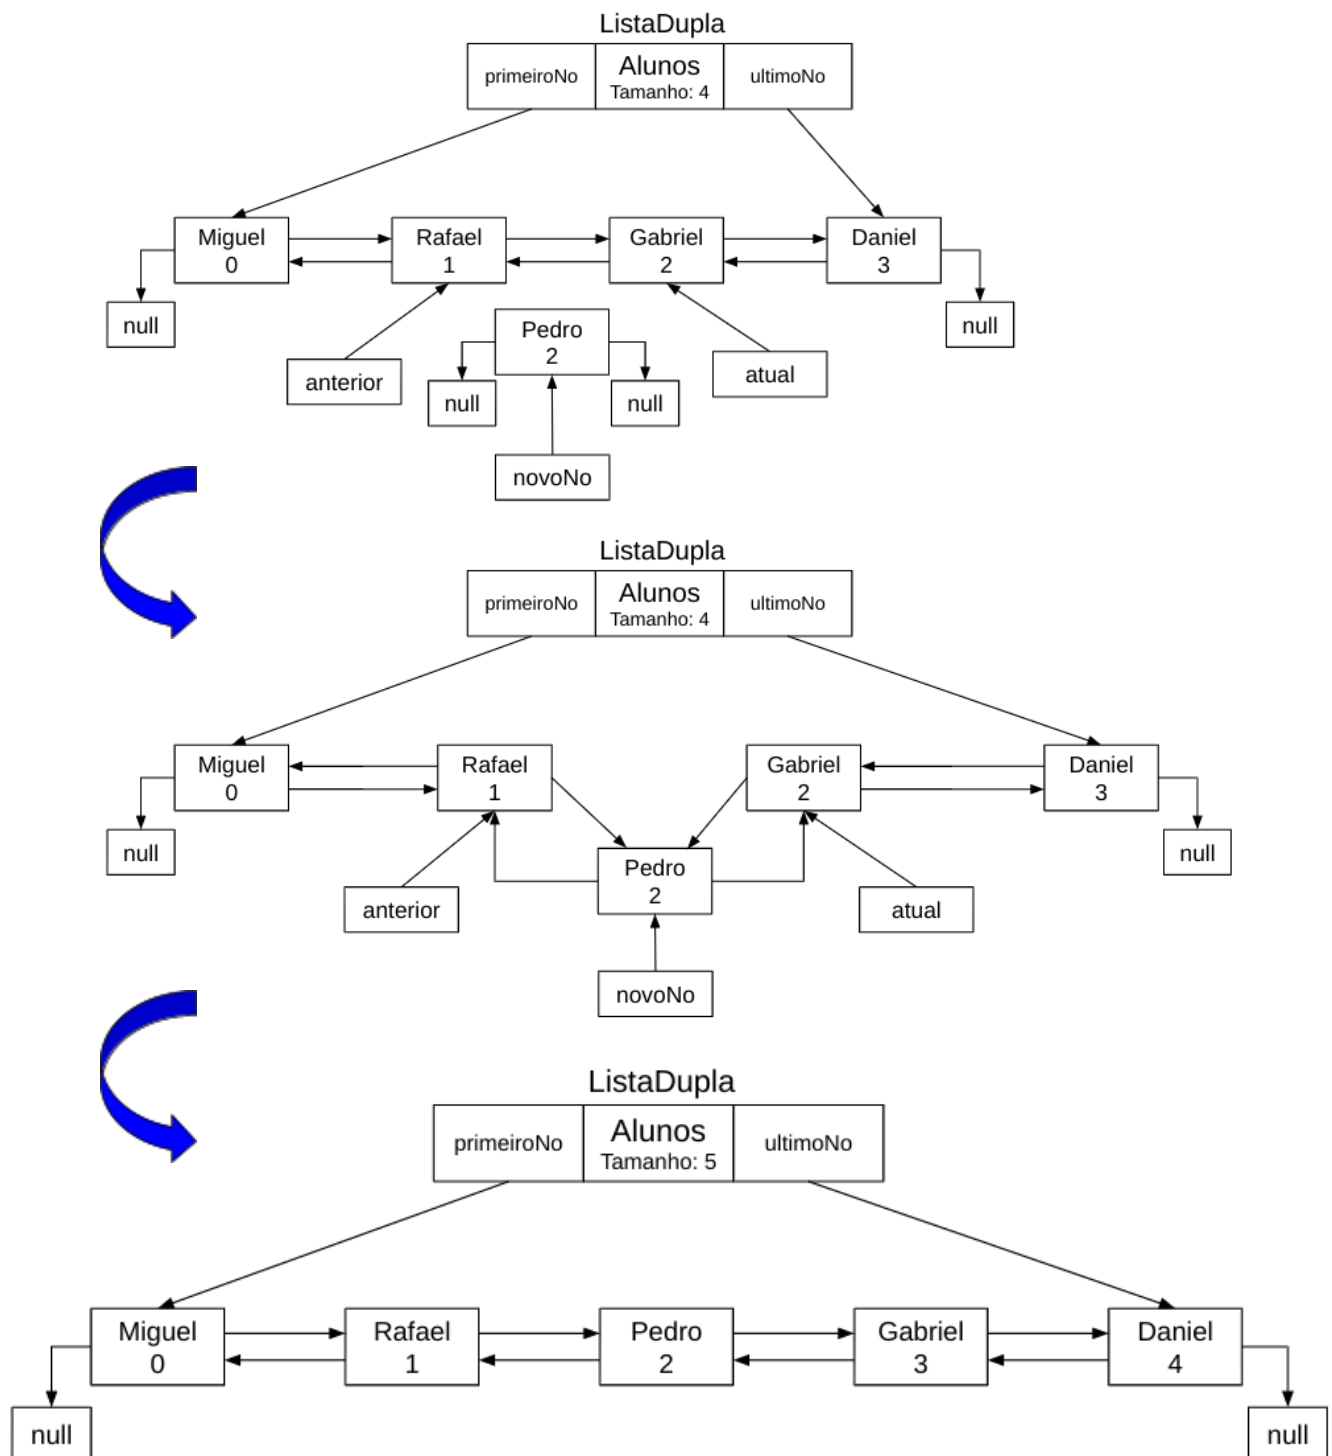 ListaDupla
primeiroNo Alunos ultimoNo
Tamanho: 4
Miguel Rafael Gabriel Daniel
0 1 2 3
null Pedro null
2
anterior atual
null null
novoNo
ListaDupla
primeiroNo Alunos ultimoNo
Tamanho: 4
Miguel Rafael Gabriel Daniel
0 1 2 3
null null
Pedro
2
anterior atual
novoNo
ListaDupla
primeiroNo Alunos ultimoNo
Tamanho: 5
Miguel Rafael Pedro Gabriel Daniel
0 1 2 3 4
null null